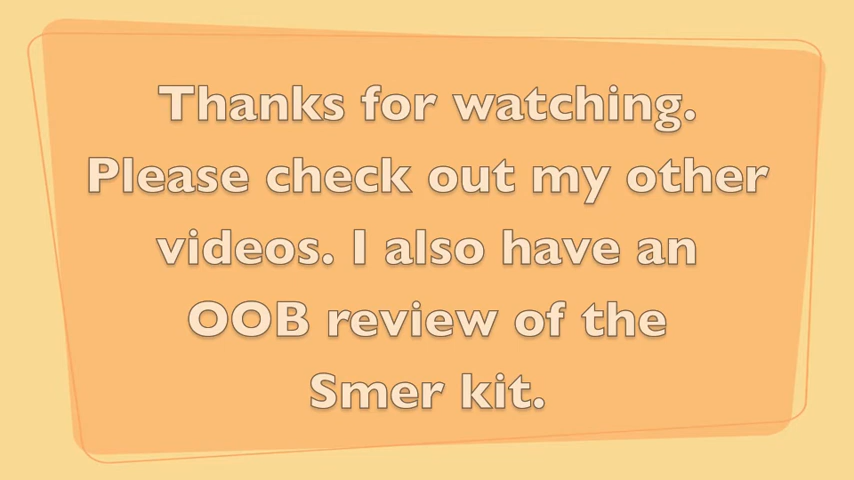 Thanks for watching.
Please check out my other
videos. I also have an
OOB review of the
Smer kit.